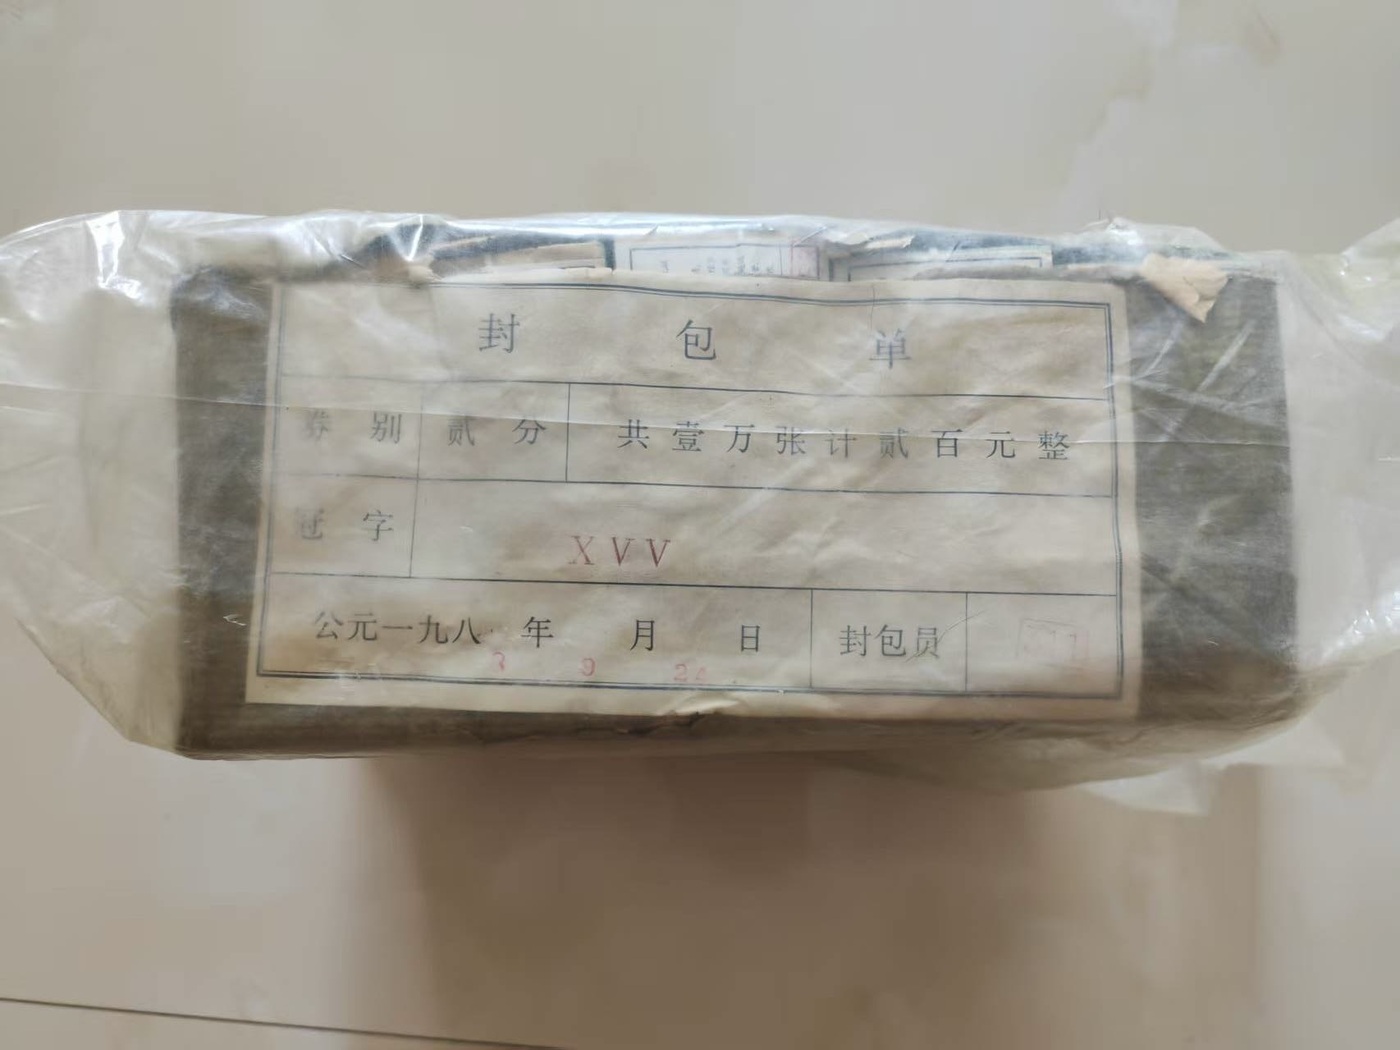 封包单
券别 贰分 共壹万张计贰百元整
冠字 XVV
公元一九八 年 月 日 封包员
3 9 24